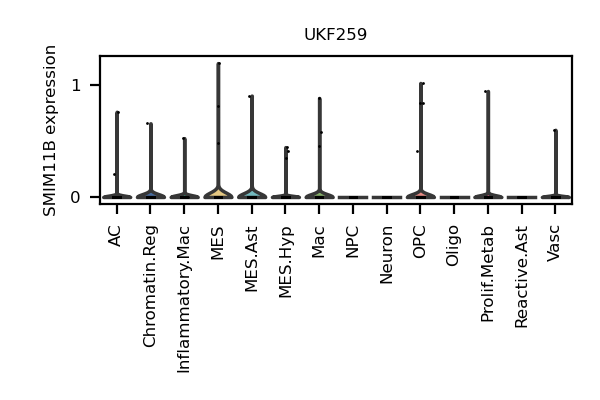 UKF259
SMIM11B expression
1
0
AC
Chromatin.Reg
Inflammatory.Mac
MES
MES.Ast
MES.Hyp
Mac
NPC
Neuron
OPC
Oligo
Prolif.Metab
Reactive.Ast
Vasc